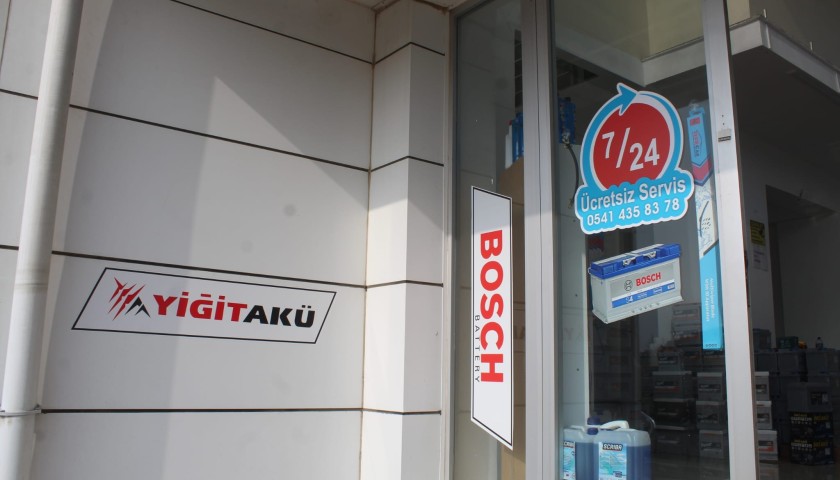 YİĞİTAKÜ
BOSCH
BATTERY
7/24
Ücretsiz Servis
0541 435 83 78
BOSCH